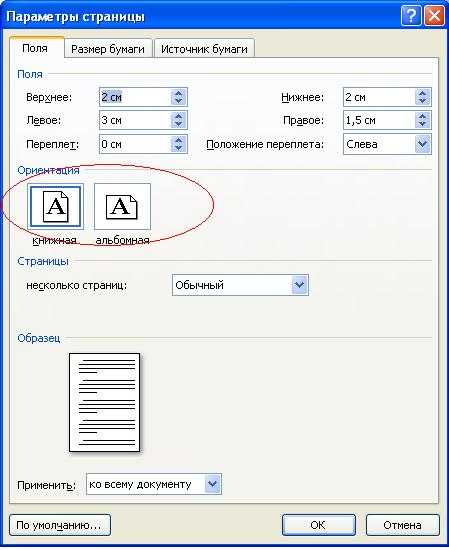 Параметры страницы
Поля Размер бумаги Источник бумаги
Поля
Верхнее: 2 см Нижнее: 2 см
Левое: 3 см Правое: 1,5 см
Переплет: 0 см Положение переплета: Слева
Ориентация
A A
книжная альбомная
Страницы
несколько страниц: Обычный
Образец
Применить: ко всему документу
По умолчанию... ОК Отмена